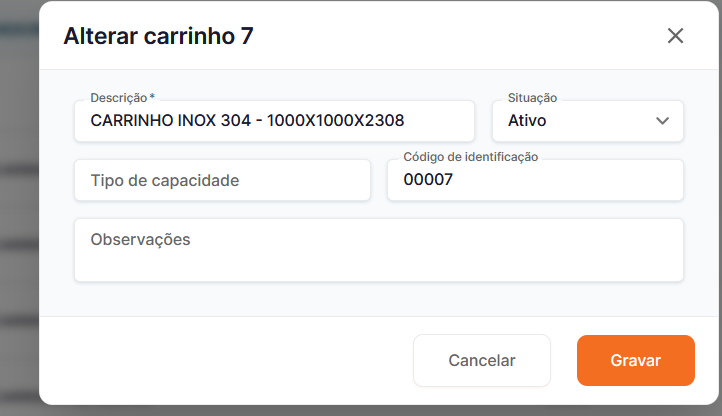 Alterar carrinho 7
Descrição *
CARRINHO INOX 304 - 1000X1000X2308
Situação
Ativo
Tipo de capacidade
Código de identificação
00007
Observações
Cancelar
Gravar